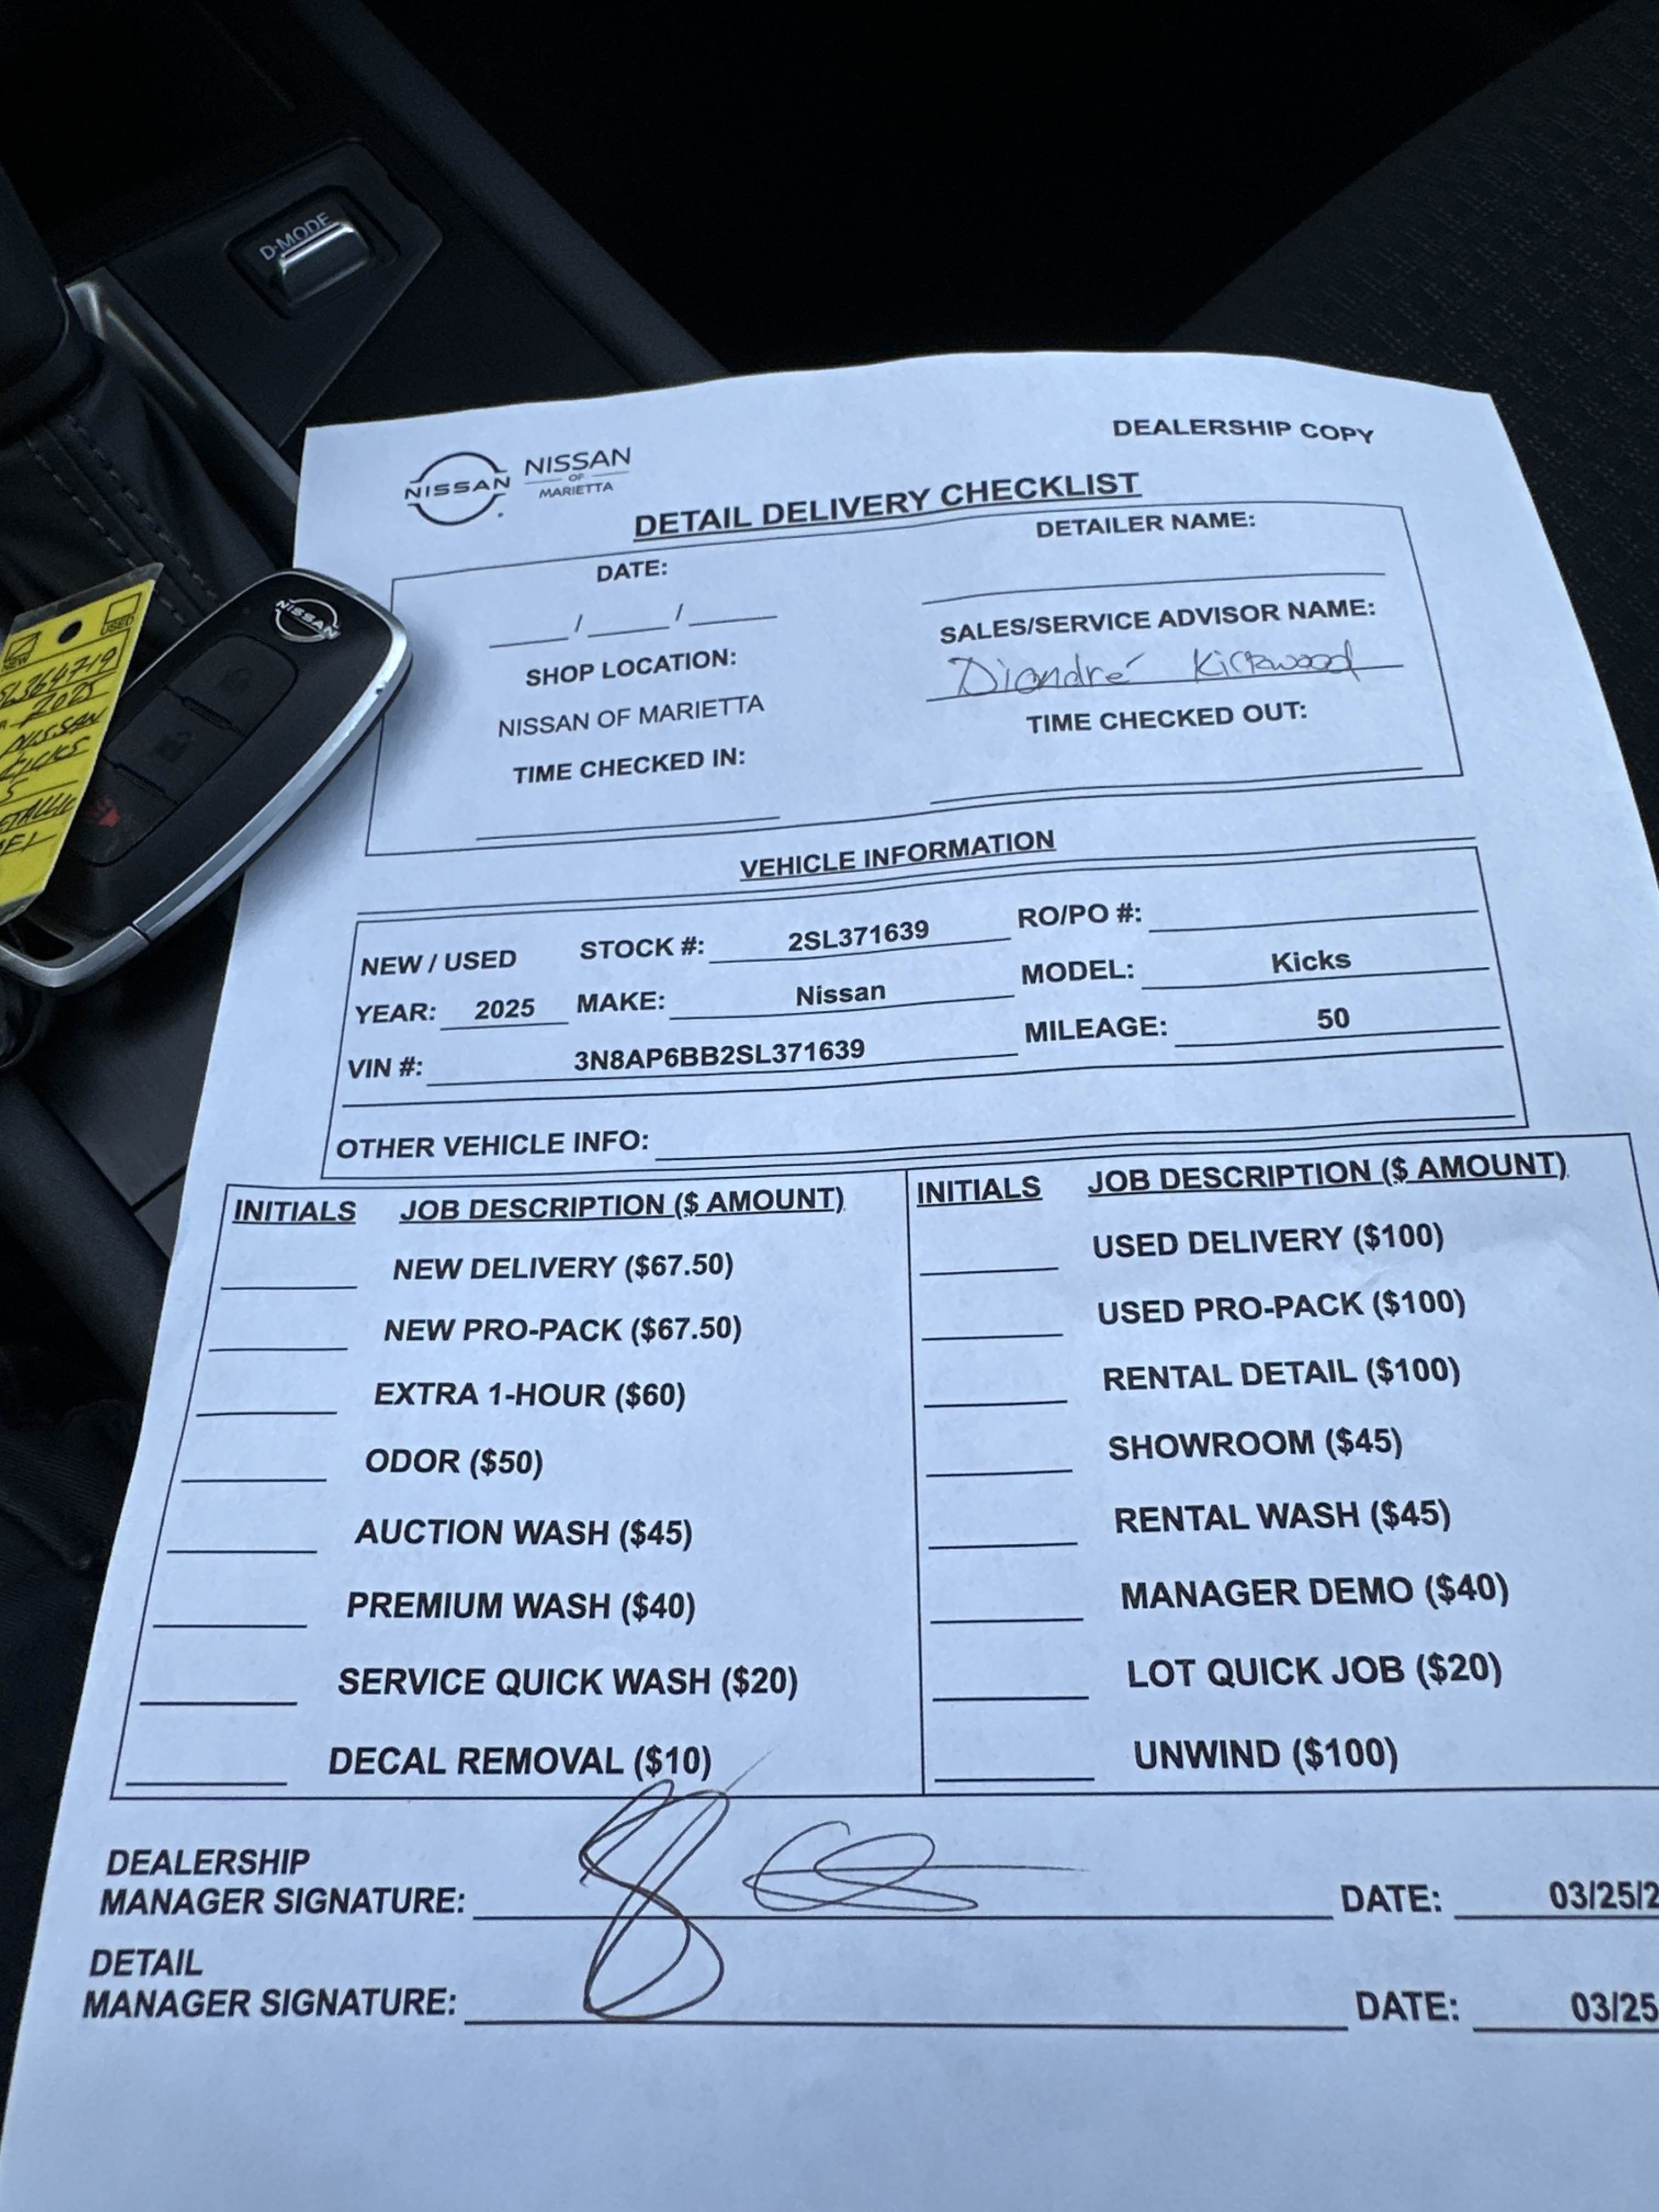 D-MODE
DEALERSHIP COPY
NISSAN
NISSAN
OF
MARIETTA
DETAIL DELIVERY CHECKLIST
DATE:
DETAILER NAME:
/ /
SHOP LOCATION:
SALES/SERVICE ADVISOR NAME:
NISSAN OF MARIETTA
Diondré Kirkwood
TIME CHECKED IN:
TIME CHECKED OUT:
NISSAN
NEW
USED
2025
NISSAN
KICKS
S
VEHICLE INFORMATION
NEW / USED STOCK #: 2SL371639 RO/PO #:
YEAR: 2025 MAKE: Nissan MODEL: Kicks
VIN #: 3N8AP6BB2SL371639 MILEAGE: 50
OTHER VEHICLE INFO:
INITIALS JOB DESCRIPTION ($ AMOUNT)
NEW DELIVERY ($67.50)
NEW PRO-PACK ($67.50)
EXTRA 1-HOUR ($60)
ODOR ($50)
AUCTION WASH ($45)
PREMIUM WASH ($40)
SERVICE QUICK WASH ($20)
DECAL REMOVAL ($10)
INITIALS JOB DESCRIPTION ($ AMOUNT)
USED DELIVERY ($100)
USED PRO-PACK ($100)
RENTAL DETAIL ($100)
SHOWROOM ($45)
RENTAL WASH ($45)
MANAGER DEMO ($40)
LOT QUICK JOB ($20)
UNWIND ($100)
DEALERSHIP
MANAGER SIGNATURE: DATE: 03/25/2
DETAIL
MANAGER SIGNATURE: DATE: 03/25